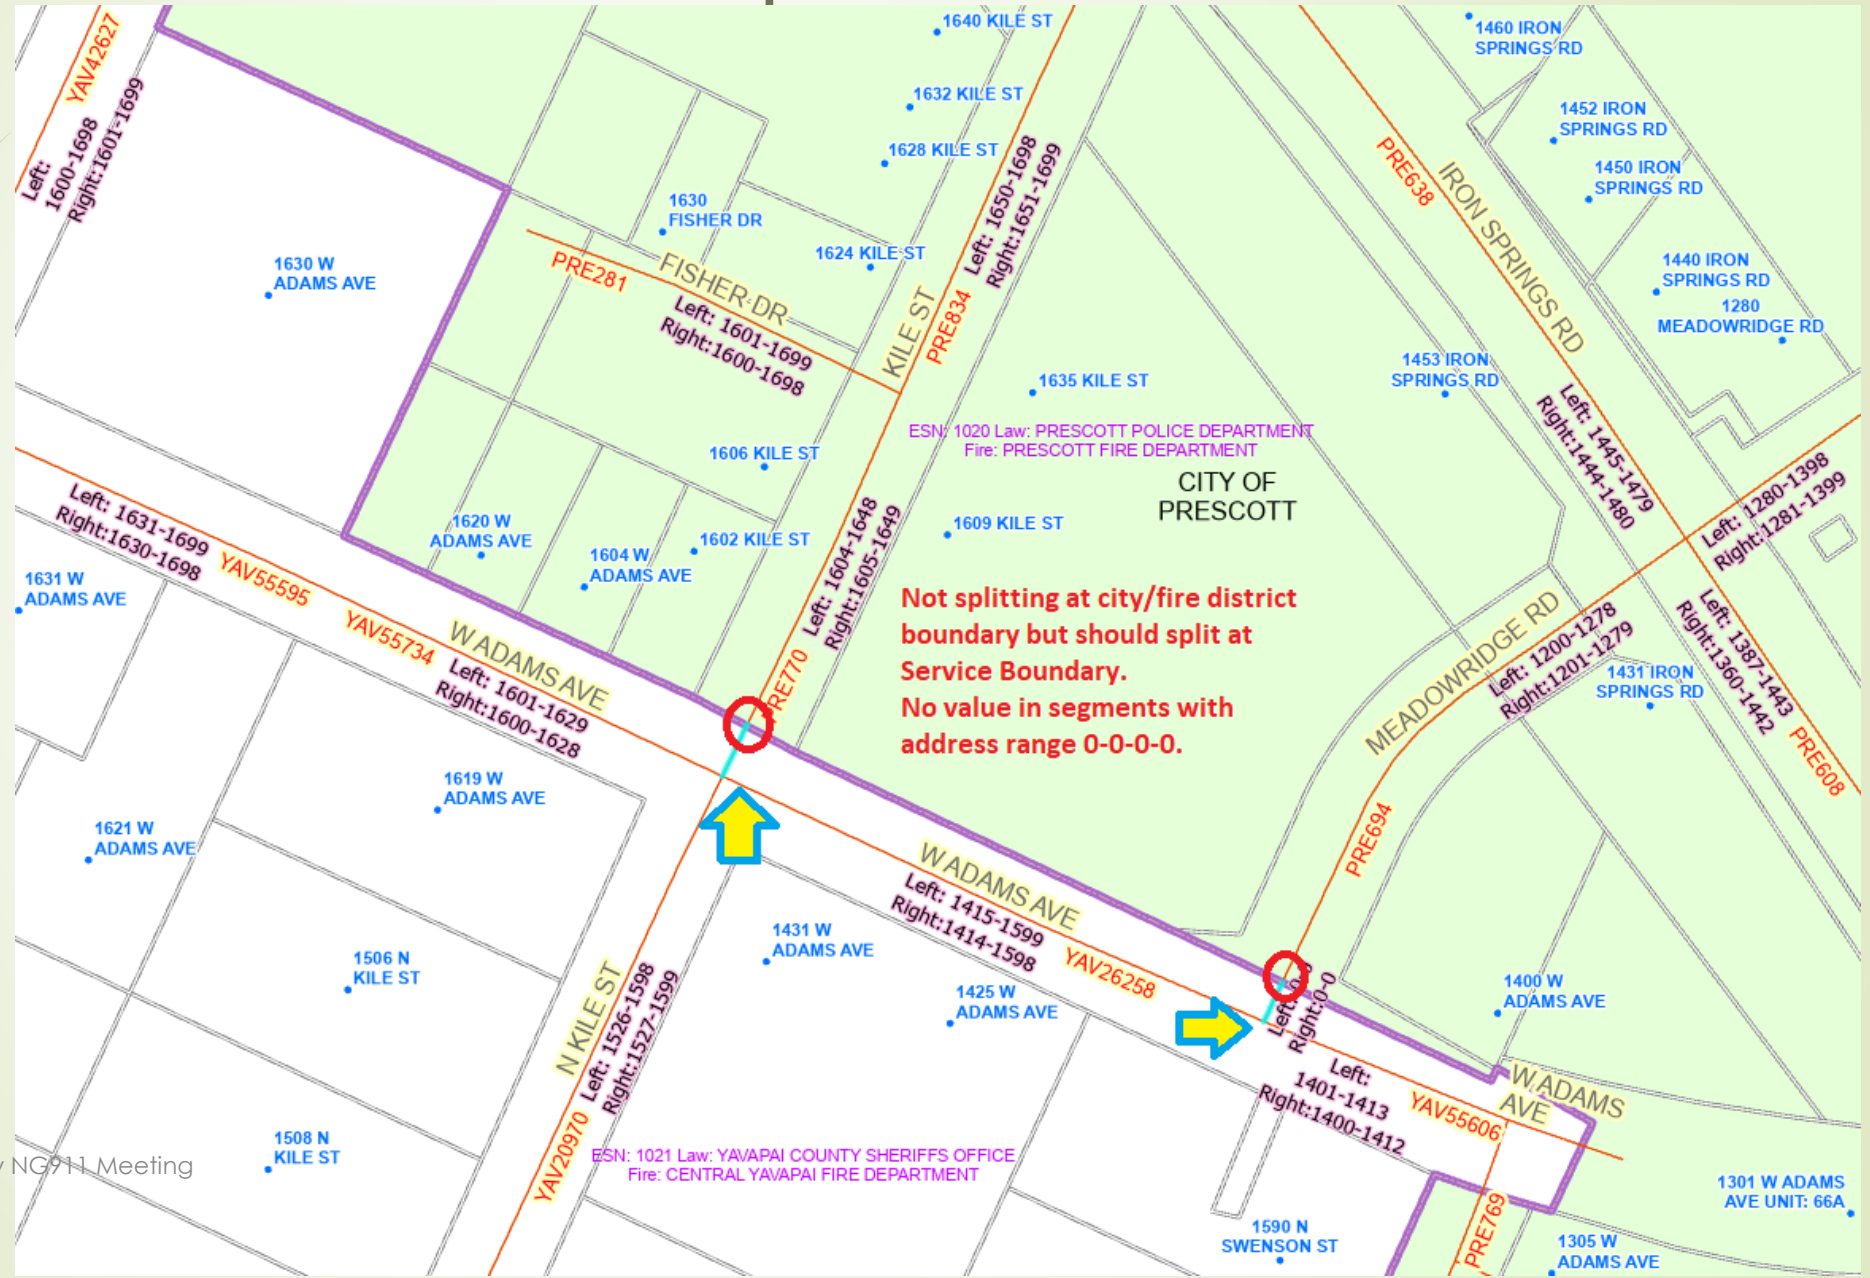 YAV42627
Left:
1600-1698
Right:1601-1699
1640 KILE ST
1632 KILE ST
1628 KILE ST
1630
FISHER DR
1624 KILE ST
1630 W
ADAMS AVE
PRE281
FISHER DR
Left: 1601-1699
Right:1600-1698
KILE ST
PRE834
Left: 1650-1698
Right:1651-1699
1460 IRON
SPRINGS RD
1452 IRON
SPRINGS RD
1450 IRON
SPRINGS RD
1440 IRON
SPRINGS RD
1280
MEADOWRIDGE RD
PRE638
IRON SPRINGS RD
1453 IRON
SPRINGS RD
1635 KILE ST
ESN: 1020 Law: PRESCOTT POLICE DEPARTMENT
Fire: PRESCOTT FIRE DEPARTMENT
CITY OF
PRESCOTT
1606 KILE ST
1609 KILE ST
1620 W
ADAMS AVE
1604 W
ADAMS AVE
1602 KILE ST
Left: 1604-1648
Right:1605-1649
PRE770
Left: 1445-1479
Right:1444-1480
Left: 1280-1398
Right:1281-1399
Left: 1631-1699
Right:1630-1698
YAV55595
1631 W
ADAMS AVE
YAV55734
W ADAMS AVE
Left: 1601-1629
Right:1600-1628
Not splitting at city/fire district
boundary but should split at
Service Boundary.
No value in segments with
address range 0-0-0-0.
MEADOWRIDGE RD
Left: 1200-1278
Right:1201-1279
1431 IRON
SPRINGS RD
Left: 1387-1443
Right:1360-1442
PRE608
PRE694
1619 W
ADAMS AVE
1621 W
ADAMS AVE
W ADAMS AVE
Left: 1415-1599
Right:1414-1598
YAV26258
1431 W
ADAMS AVE
1425 W
ADAMS AVE
1506 N
KILE ST
N KILE ST
Left: 1526-1598
Right:1527-1599
YAV20970
1508 N
KILE ST
Left: 0-0
Right:0-0
1400 W
ADAMS AVE
Left:
1401-1413
Right:1400-1412
YAV55606
W ADAMS
AVE
ESN: 1021 Law: YAVAPAI COUNTY SHERIFFS OFFICE
Fire: CENTRAL YAVAPAI FIRE DEPARTMENT
NG911 Meeting
1590 N
SWENSON ST
PRE769
1301 W ADAMS
AVE UNIT: 66A
1305 W
ADAMS AVE